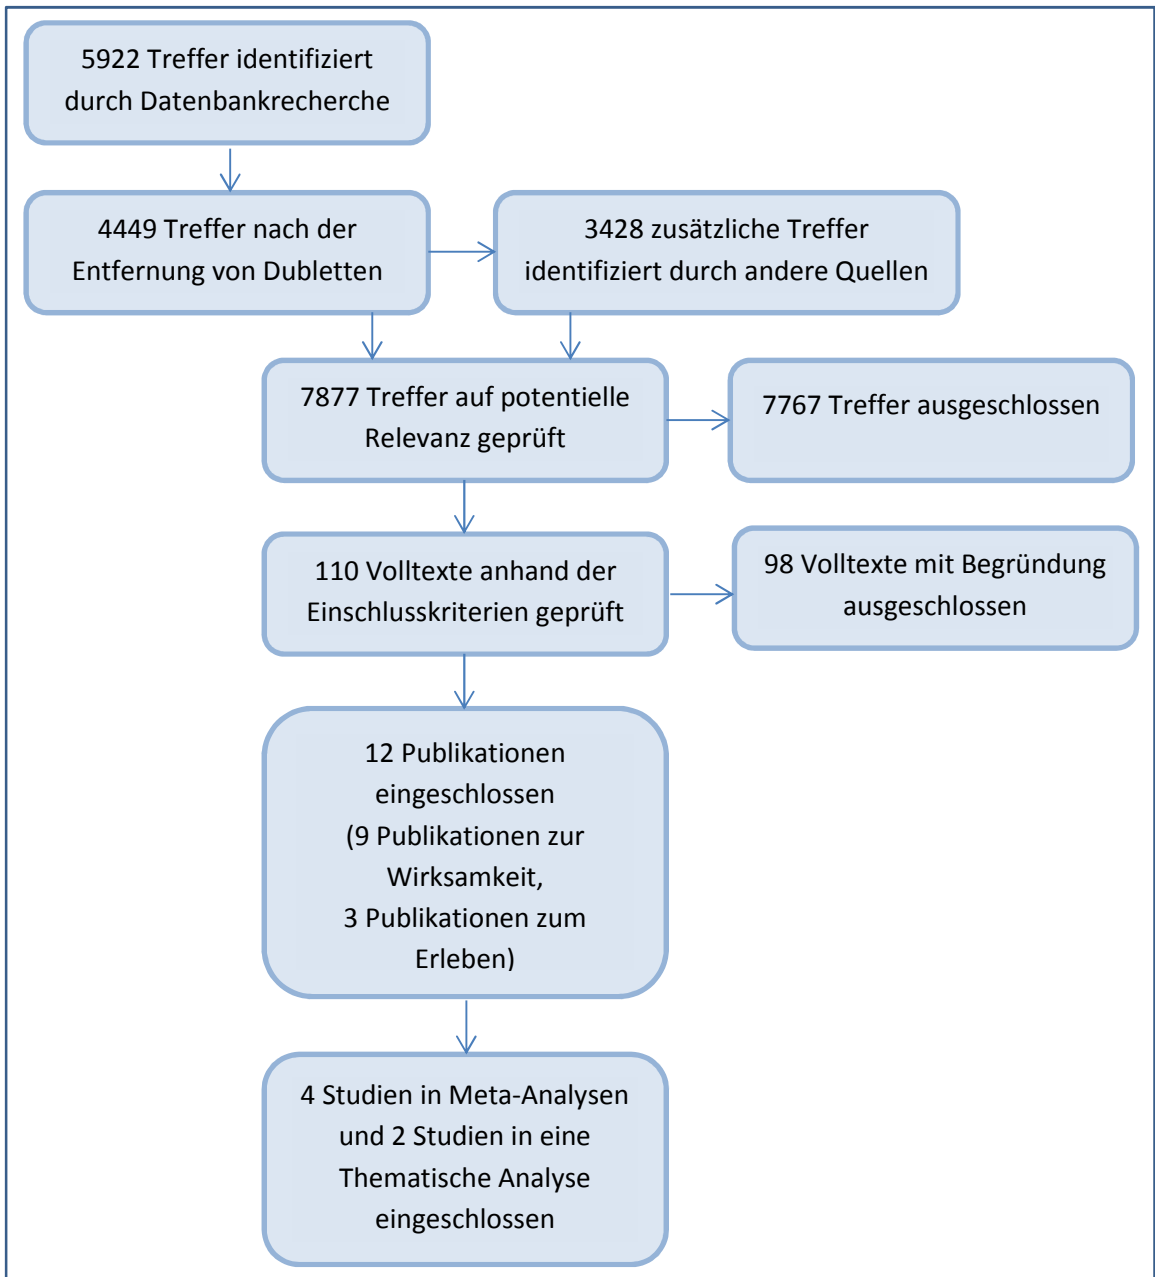 5922 Treffer identifiziert
durch Datenbankrecherche
4449 Treffer nach der
Entfernung von Dubletten
3428 zusätzliche Treffer
identifiziert durch andere Quellen
7877 Treffer auf potentielle
Relevanz geprüft
7767 Treffer ausgeschlossen
110 Volltexte anhand der
Einschlusskriterien geprüft
98 Volltexte mit Begründung
ausgeschlossen
12 Publikationen
eingeschlossen
(9 Publikationen zur
Wirksamkeit,
3 Publikationen zum
Erleben)
4 Studien in Meta-Analysen
und 2 Studien in eine
Thematische Analyse
eingeschlossen